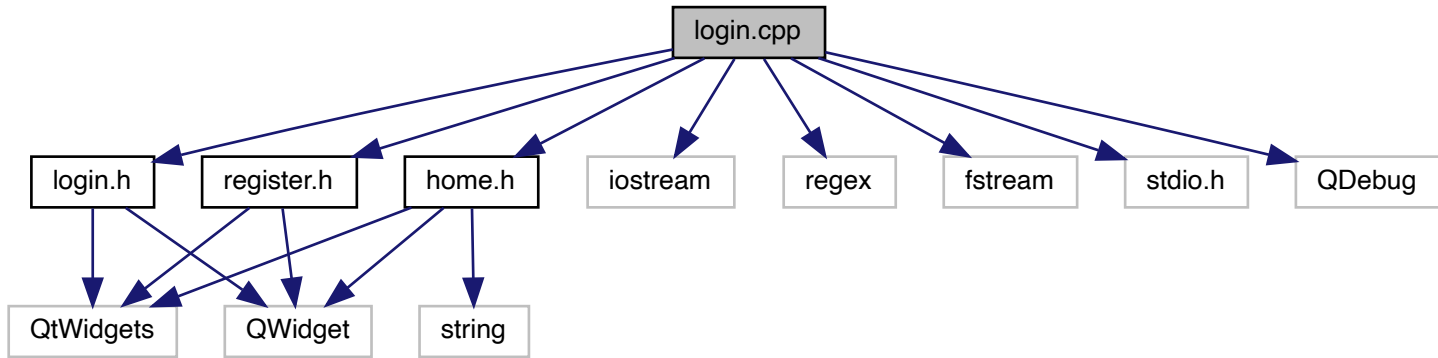 login.cpp
login.h
register.h
home.h
iostream
regex
fstream
stdio.h
QDebug
QtWidgets
QWidget
string